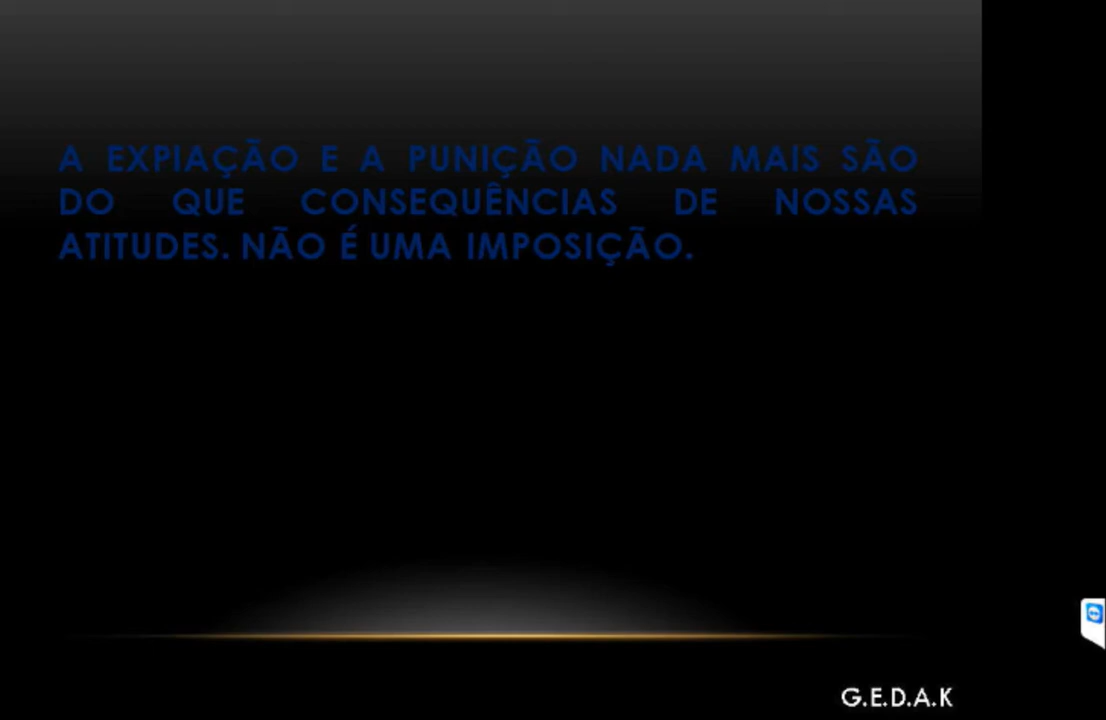 A EXPIAÇÃO E A PUNIÇÃO NADA MAIS SÃO
DO QUE CONSEQUÊNCIAS DE NOSSAS
ATITUDES. NÃO É UMA IMPOSIÇÃO.
G.E.D.A.K